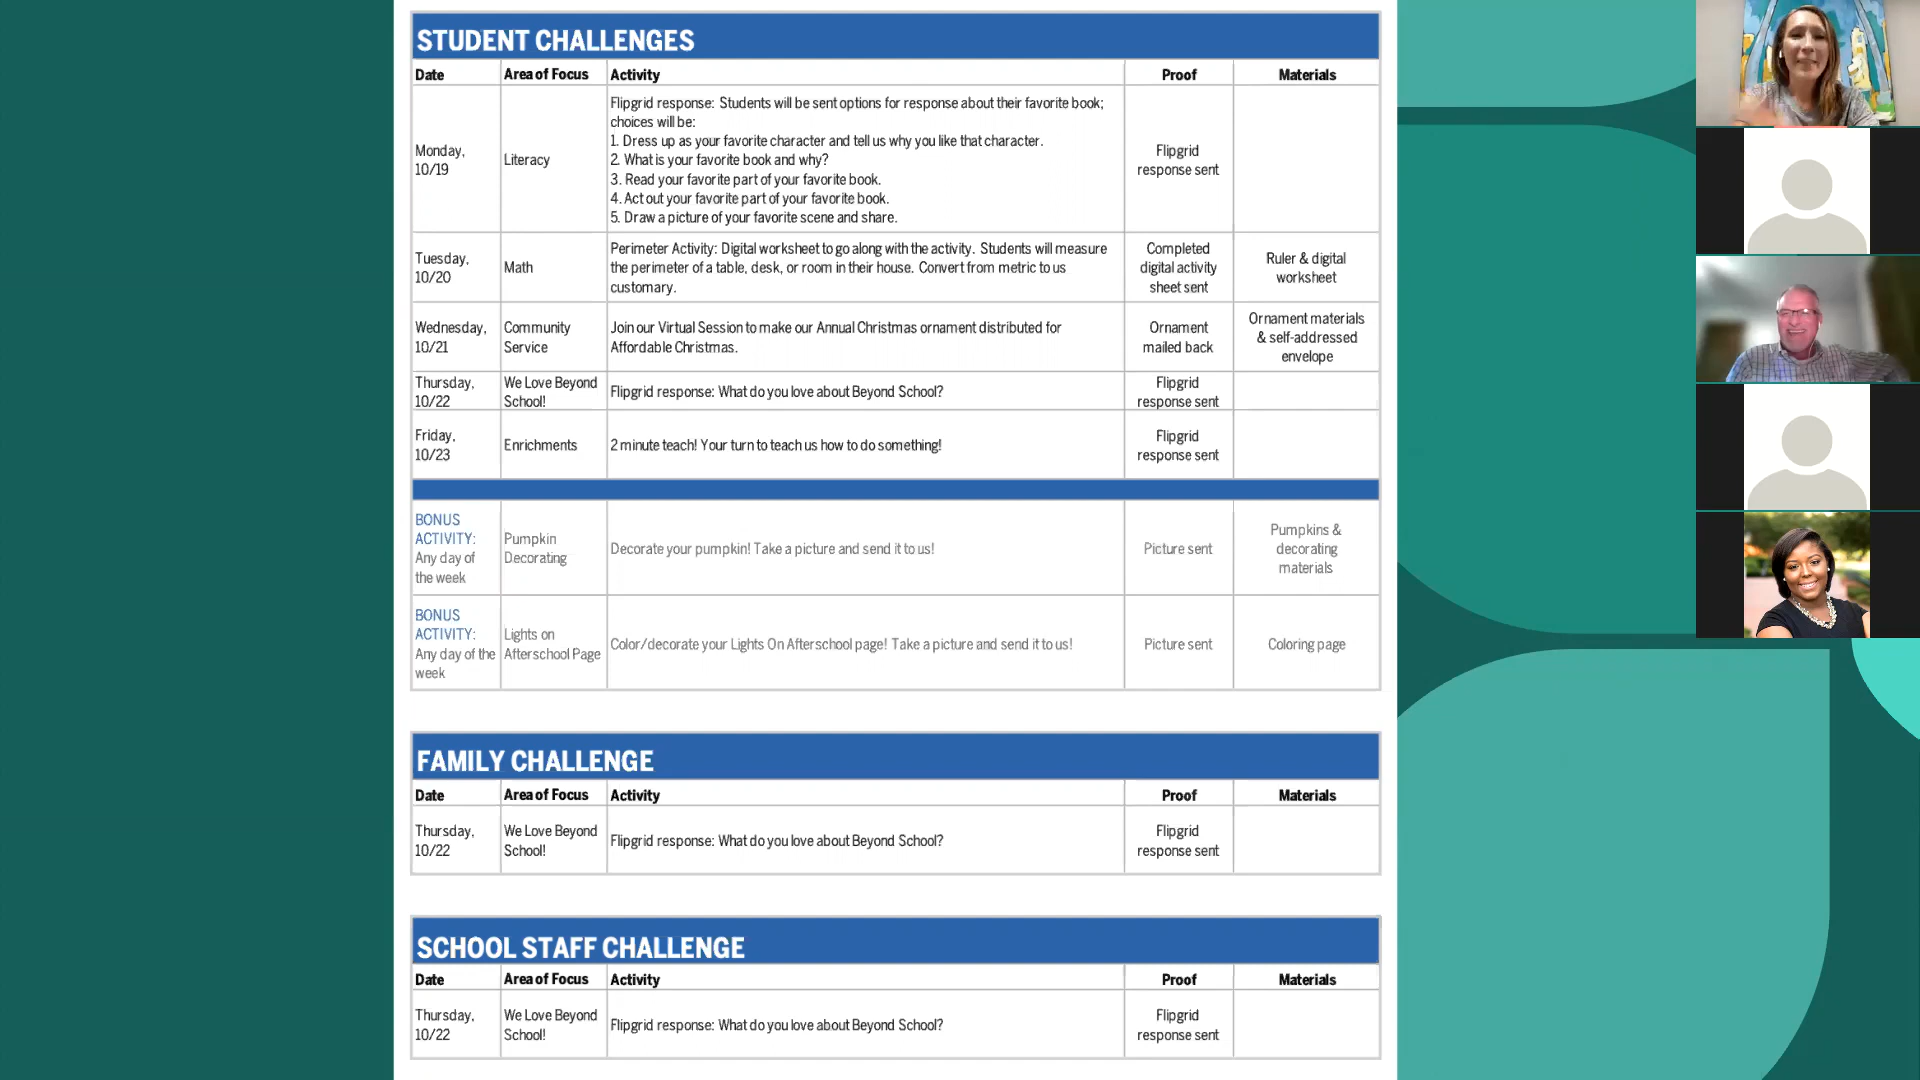 STUDENT CHALLENGES
Date Area of Focus Activity Proof Materials
Monday,
10/19
Literacy
Flipgrid response: Students will be sent options for response about their favorite book;
choices will be:
1. Dress up as your favorite character and tell us why you like that character.
2. What is your favorite book and why?
3. Read your favorite part of your favorite book.
4. Act out your favorite part of your favorite book.
5. Draw a picture of your favorite scene and share.
Flipgrid
response sent
Tuesday,
10/20
Math
Perimeter Activity: Digital worksheet to go along with the activity. Students will measure
the perimeter of a table, desk, or room in their house. Convert from metric to us
customary.
Completed
digital activity
sheet sent
Ruler & digital
worksheet
Wednesday,
10/21
Community
Service
Join our Virtual Session to make our Annual Christmas ornament distributed for
Affordable Christmas.
Ornament
mailed back
Ornament materials
& self-addressed
envelope
Thursday,
10/22
We Love Beyond
School!
Flipgrid response: What do you love about Beyond School?
Flipgrid
response sent
Friday,
10/23
Enrichments
2 minute teach! Your turn to teach us how to do something!
Flipgrid
response sent
BONUS
ACTIVITY:
Any day of
the week
Pumpkin
Decorating
Decorate your pumpkin! Take a picture and send it to us!
Picture sent
Pumpkins &
decorating
materials
BONUS
ACTIVITY:
Any day of the
week
Lights on
Afterschool Page
Color/decorate your Lights On Afterschool page! Take a picture and send it to us!
Picture sent
Coloring page
FAMILY CHALLENGE
Date Area of Focus Activity Proof Materials
Thursday,
10/22
We Love Beyond
School!
Flipgrid response: What do you love about Beyond School?
Flipgrid
response sent
SCHOOL STAFF CHALLENGE
Date Area of Focus Activity Proof Materials
Thursday,
10/22
We Love Beyond
School!
Flipgrid response: What do you love about Beyond School?
Flipgrid
response sent